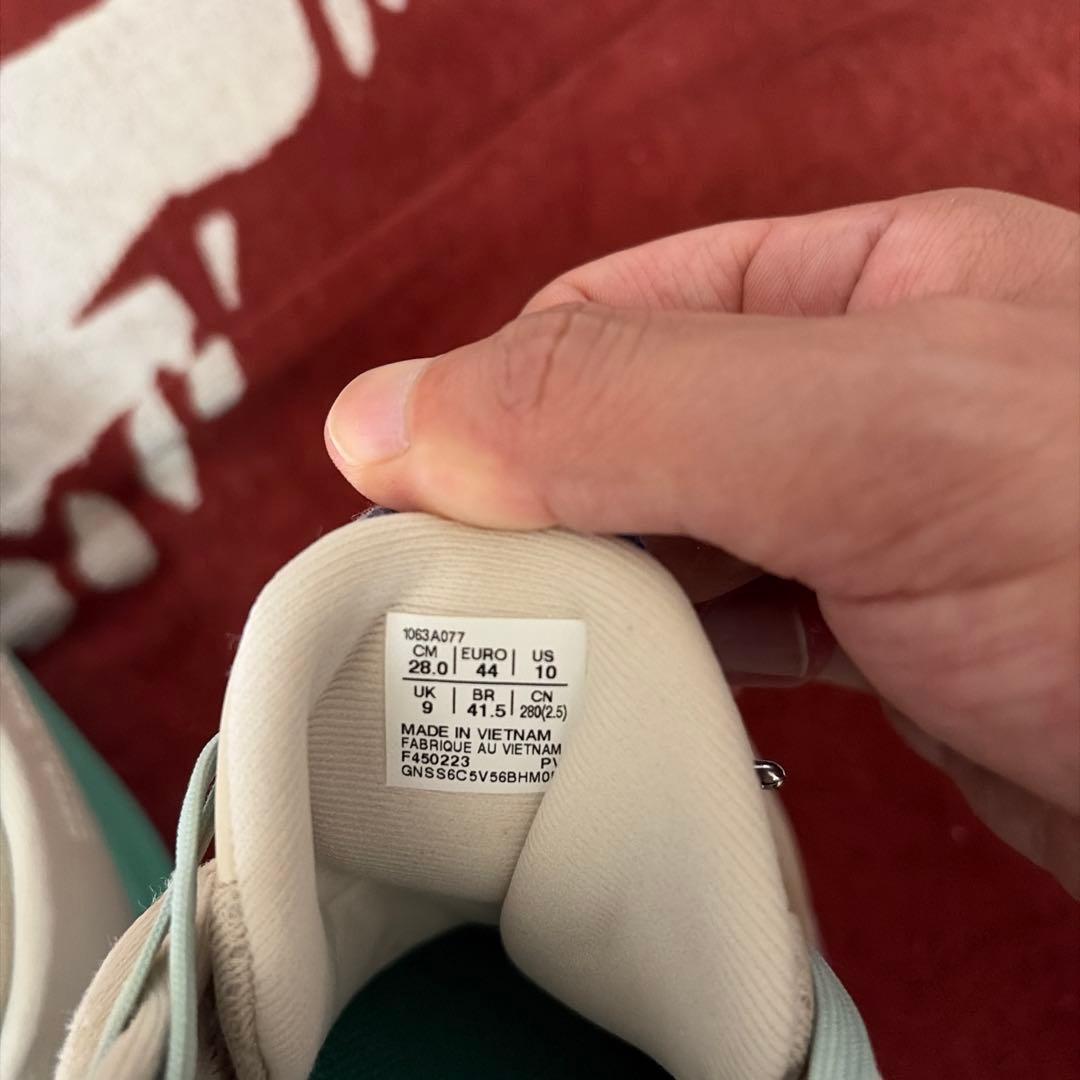 1063A077
CM | EURO | US
28.0 | 44 | 10
UK | BR | CN
9 | 41.5 | 280(2.5)
MADE IN VIETNAM
FABRIQUE AU VIETNAM
F450223 PV